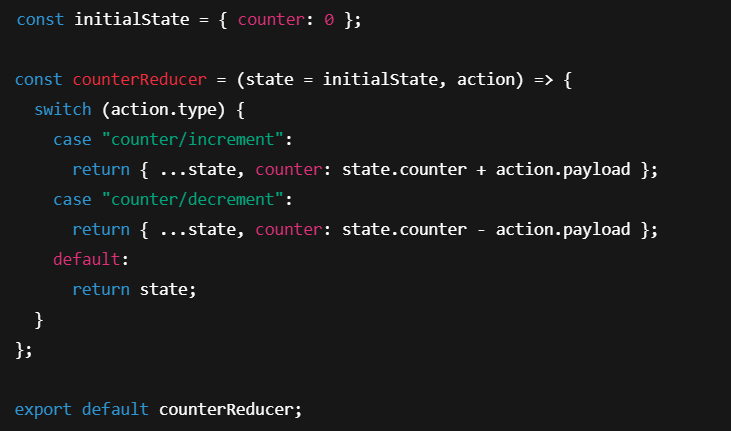 const initialState = { counter: 0 };

const counterReducer = (state = initialState, action) => {
  switch (action.type) {
    case "counter/increment":
      return { ...state, counter: state.counter + action.payload };
    case "counter/decrement":
      return { ...state, counter: state.counter - action.payload };
    default:
      return state;
  }
};

export default counterReducer;